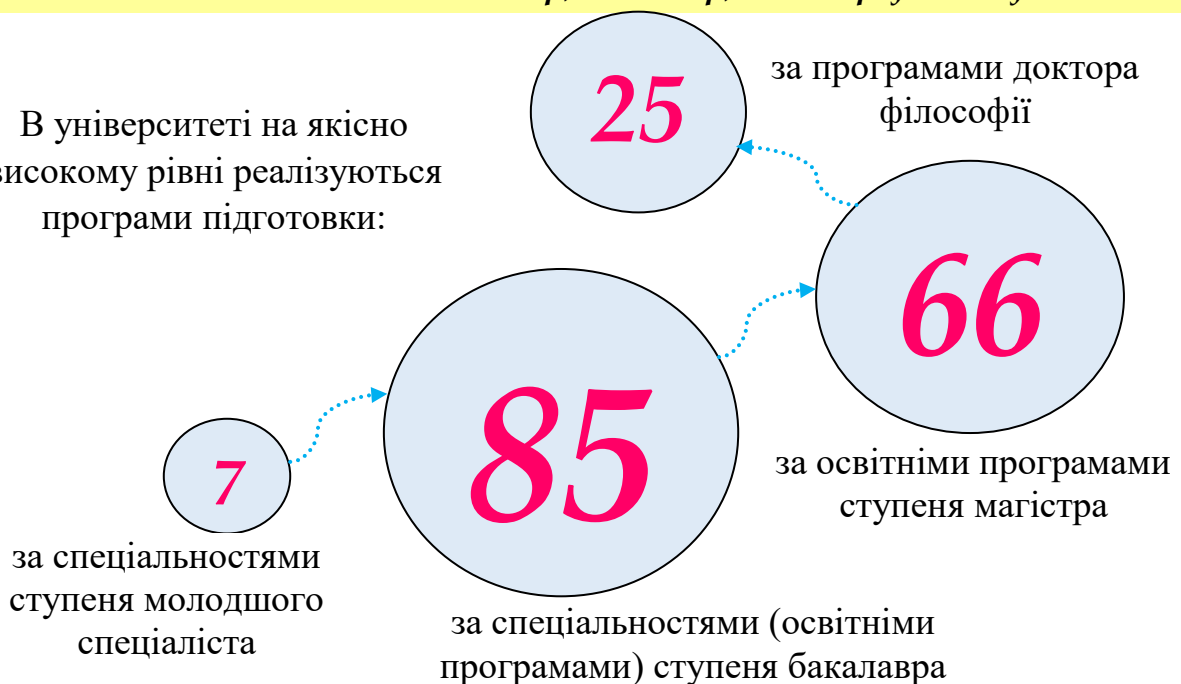 В університеті на якісно
високому рівні реалізуються
програми підготовки:
25
за програмами доктора
філософії
66
за освітніми програмами
ступеня магістра
85
за спеціальностями (освітніми
програмами) ступеня бакалавра
7
за спеціальностями
ступеня молодшого
спеціаліста